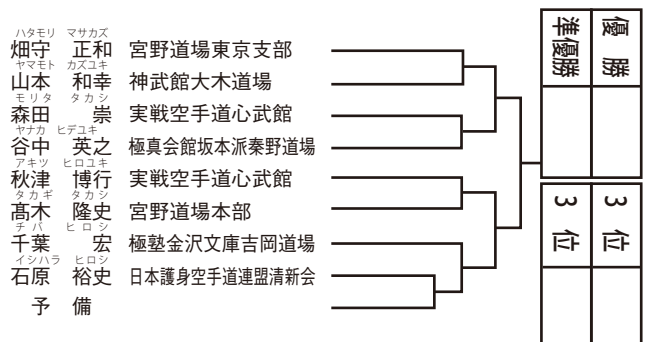 ハタモリ マサカズ
畑守 正和 宮野道場東京支部
ヤマモト カズユキ
山本 和幸 神武館大木道場
モリタ タカシ
森田 崇 実戦空手道心武館
ヤナカ ヒデユキ
谷中 英之 極真会館坂本派秦野道場
アキツ ヒロユキ
秋津 博行 実戦空手道心武館
タカギ タカシ
髙木 隆史 宮野道場本部
チバ ヒロシ
千葉 宏 極塾金沢文庫吉岡道場
イシハラ ヒロシ
石原 裕史 日本護身空手道連盟清新会
予 備
優勝
準優勝
3位
3位